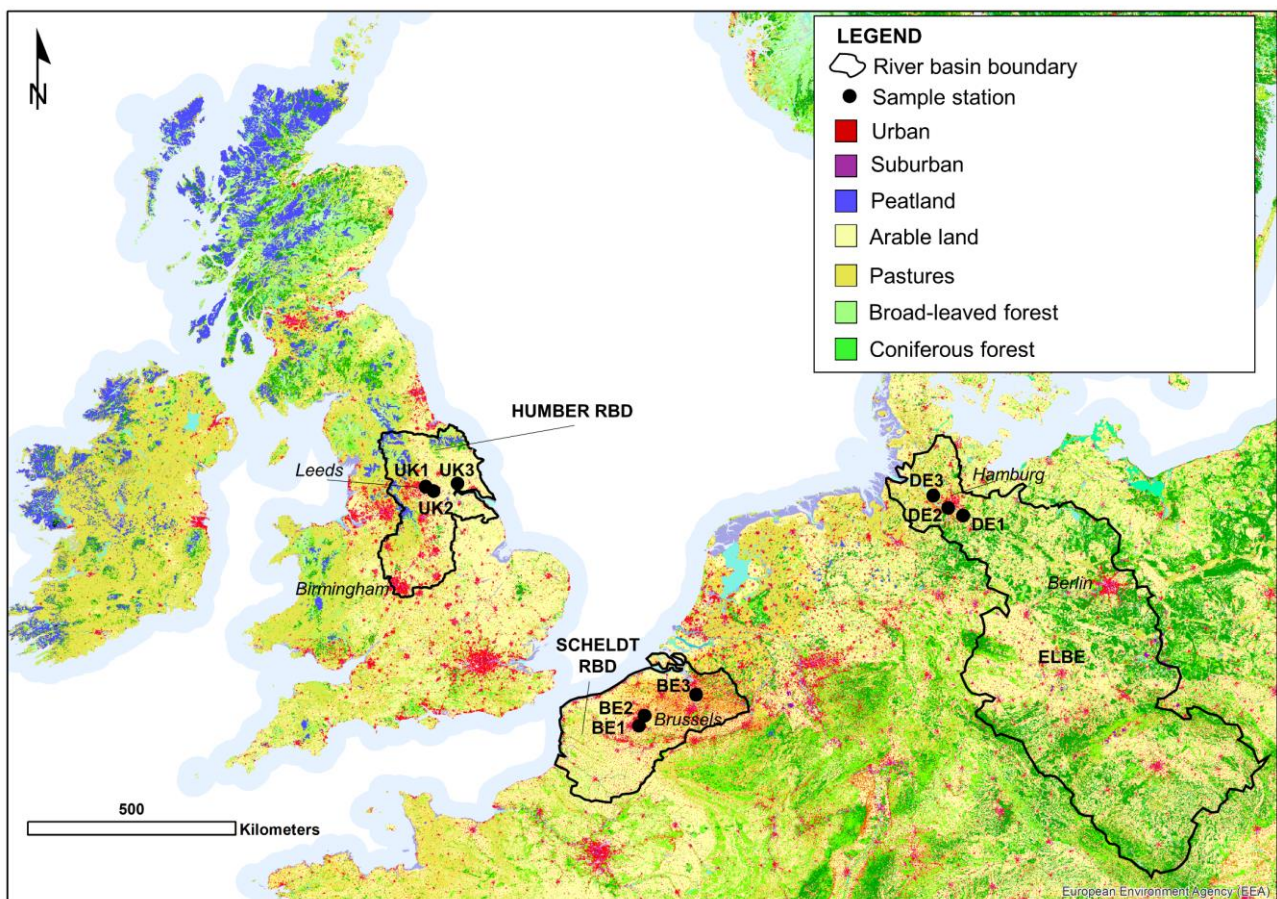 N
LEGEND
River basin boundary
Sample station
Urban
Suburban
Peatland
Arable land
Pastures
Broad-leaved forest
Coniferous forest
HUMBER RBD
Leeds
UK1
UK3
UK2
Birmingham
Hamburg
DE3
DE2
DE1
Berlin
ELBE
SCHELDT
RBD
BE3
BE2
Brussels
BE1
500
Kilometers
European Environment Agency (EEA)